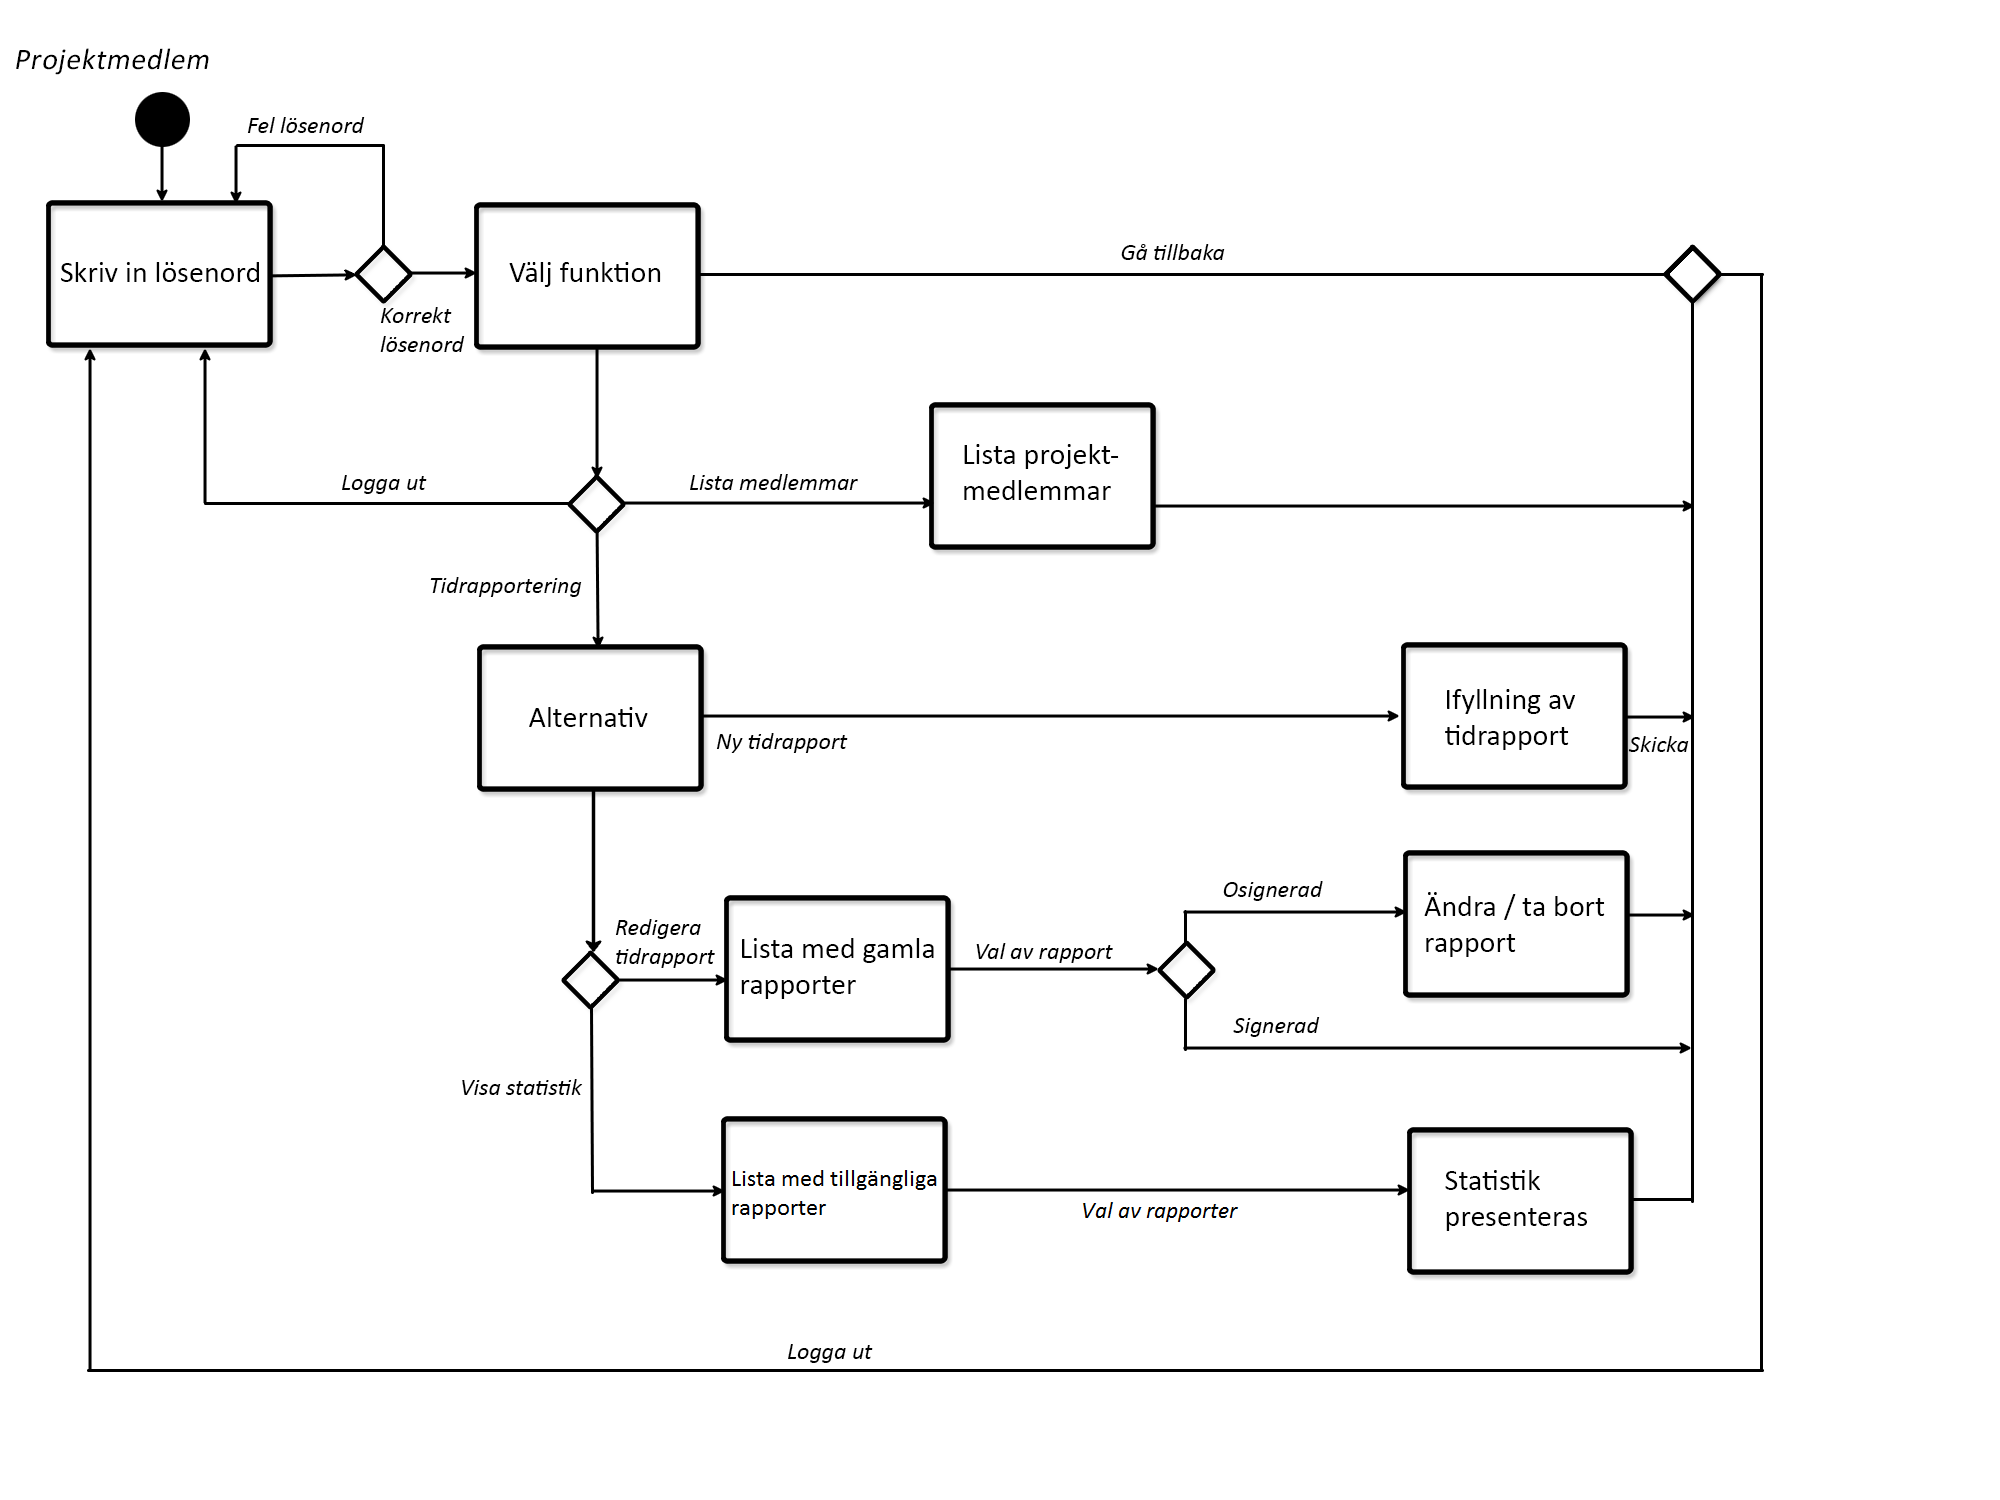 Projektmedlem
Fel lösenord
Skriv in lösenord
Korrekt
lösenord
Välj funktion
Gå tillbaka
Logga ut
Lista medlemmar
Lista projekt-
medlemmar
Tidrapportering
Alternativ
Ny tidrapport
Ifyllning av
tidrapport
Skicka
Redigera
tidrapport
Lista med gamla
rapporter
Val av rapport
Osignerad
Ändra / ta bort
rapport
Signerad
Visa statistik
Lista med tillgängliga
rapporter
Val av rapporter
Statistik
presenteras
Logga ut